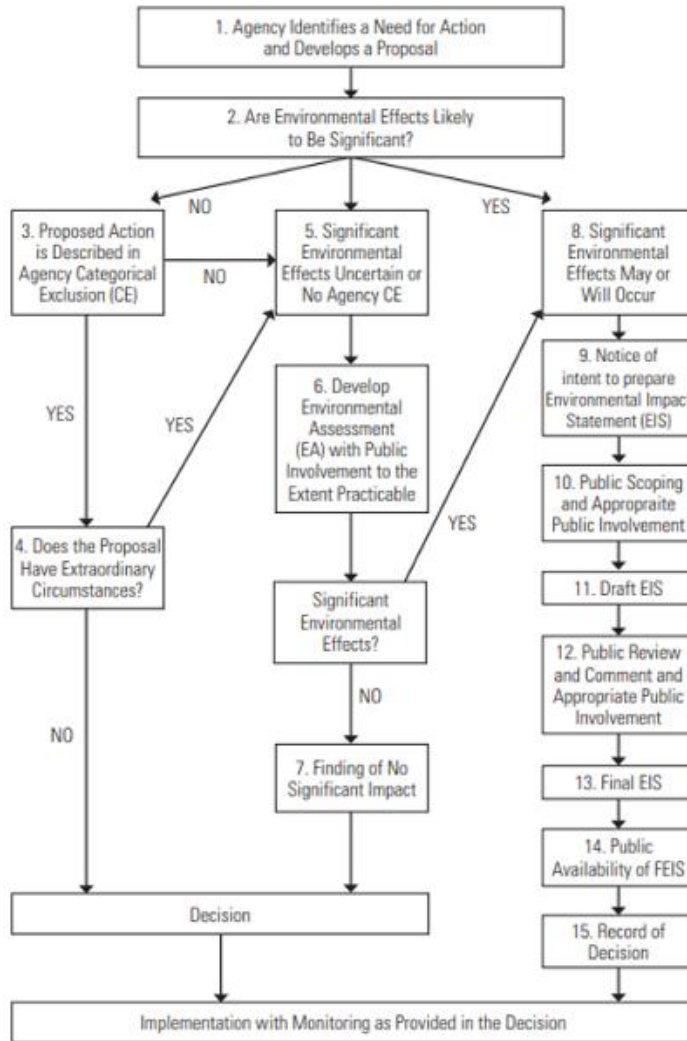 1. Agency Identifies a Need for Action
and Develops a Proposal
2. Are Environmental Effects Likely
to Be Significant?
NO
YES
3. Proposed Action
is Described in
Agency Categorical
Exclusion (CE)
NO
5. Significant
Environmental
Effects Uncertain or
No Agency CE
8. Significant
Environmental
Effects May or
Will Occur
YES
YES
6. Develop
Environmental
Assessment
(EA) with Public
Involvement to the
Extent Practicable
9. Notice of
intent to prepare
Environmental Impact
Statement (EIS)
YES
10. Public Scoping
and Appropraite
Public Involvement
4. Does the Proposal
Have Extraordinary
Circumstances?
Significant
Environmental
Effects?
11. Draft EIS
12. Public Review
and Comment and
Appropriate Public
Involvement
NO
NO
7. Finding of No
Significant Impact
13. Final EIS
14. Public
Availability of FEIS
Decision
15. Record of
Decision
Implementation with Monitoring as Provided in the Decision